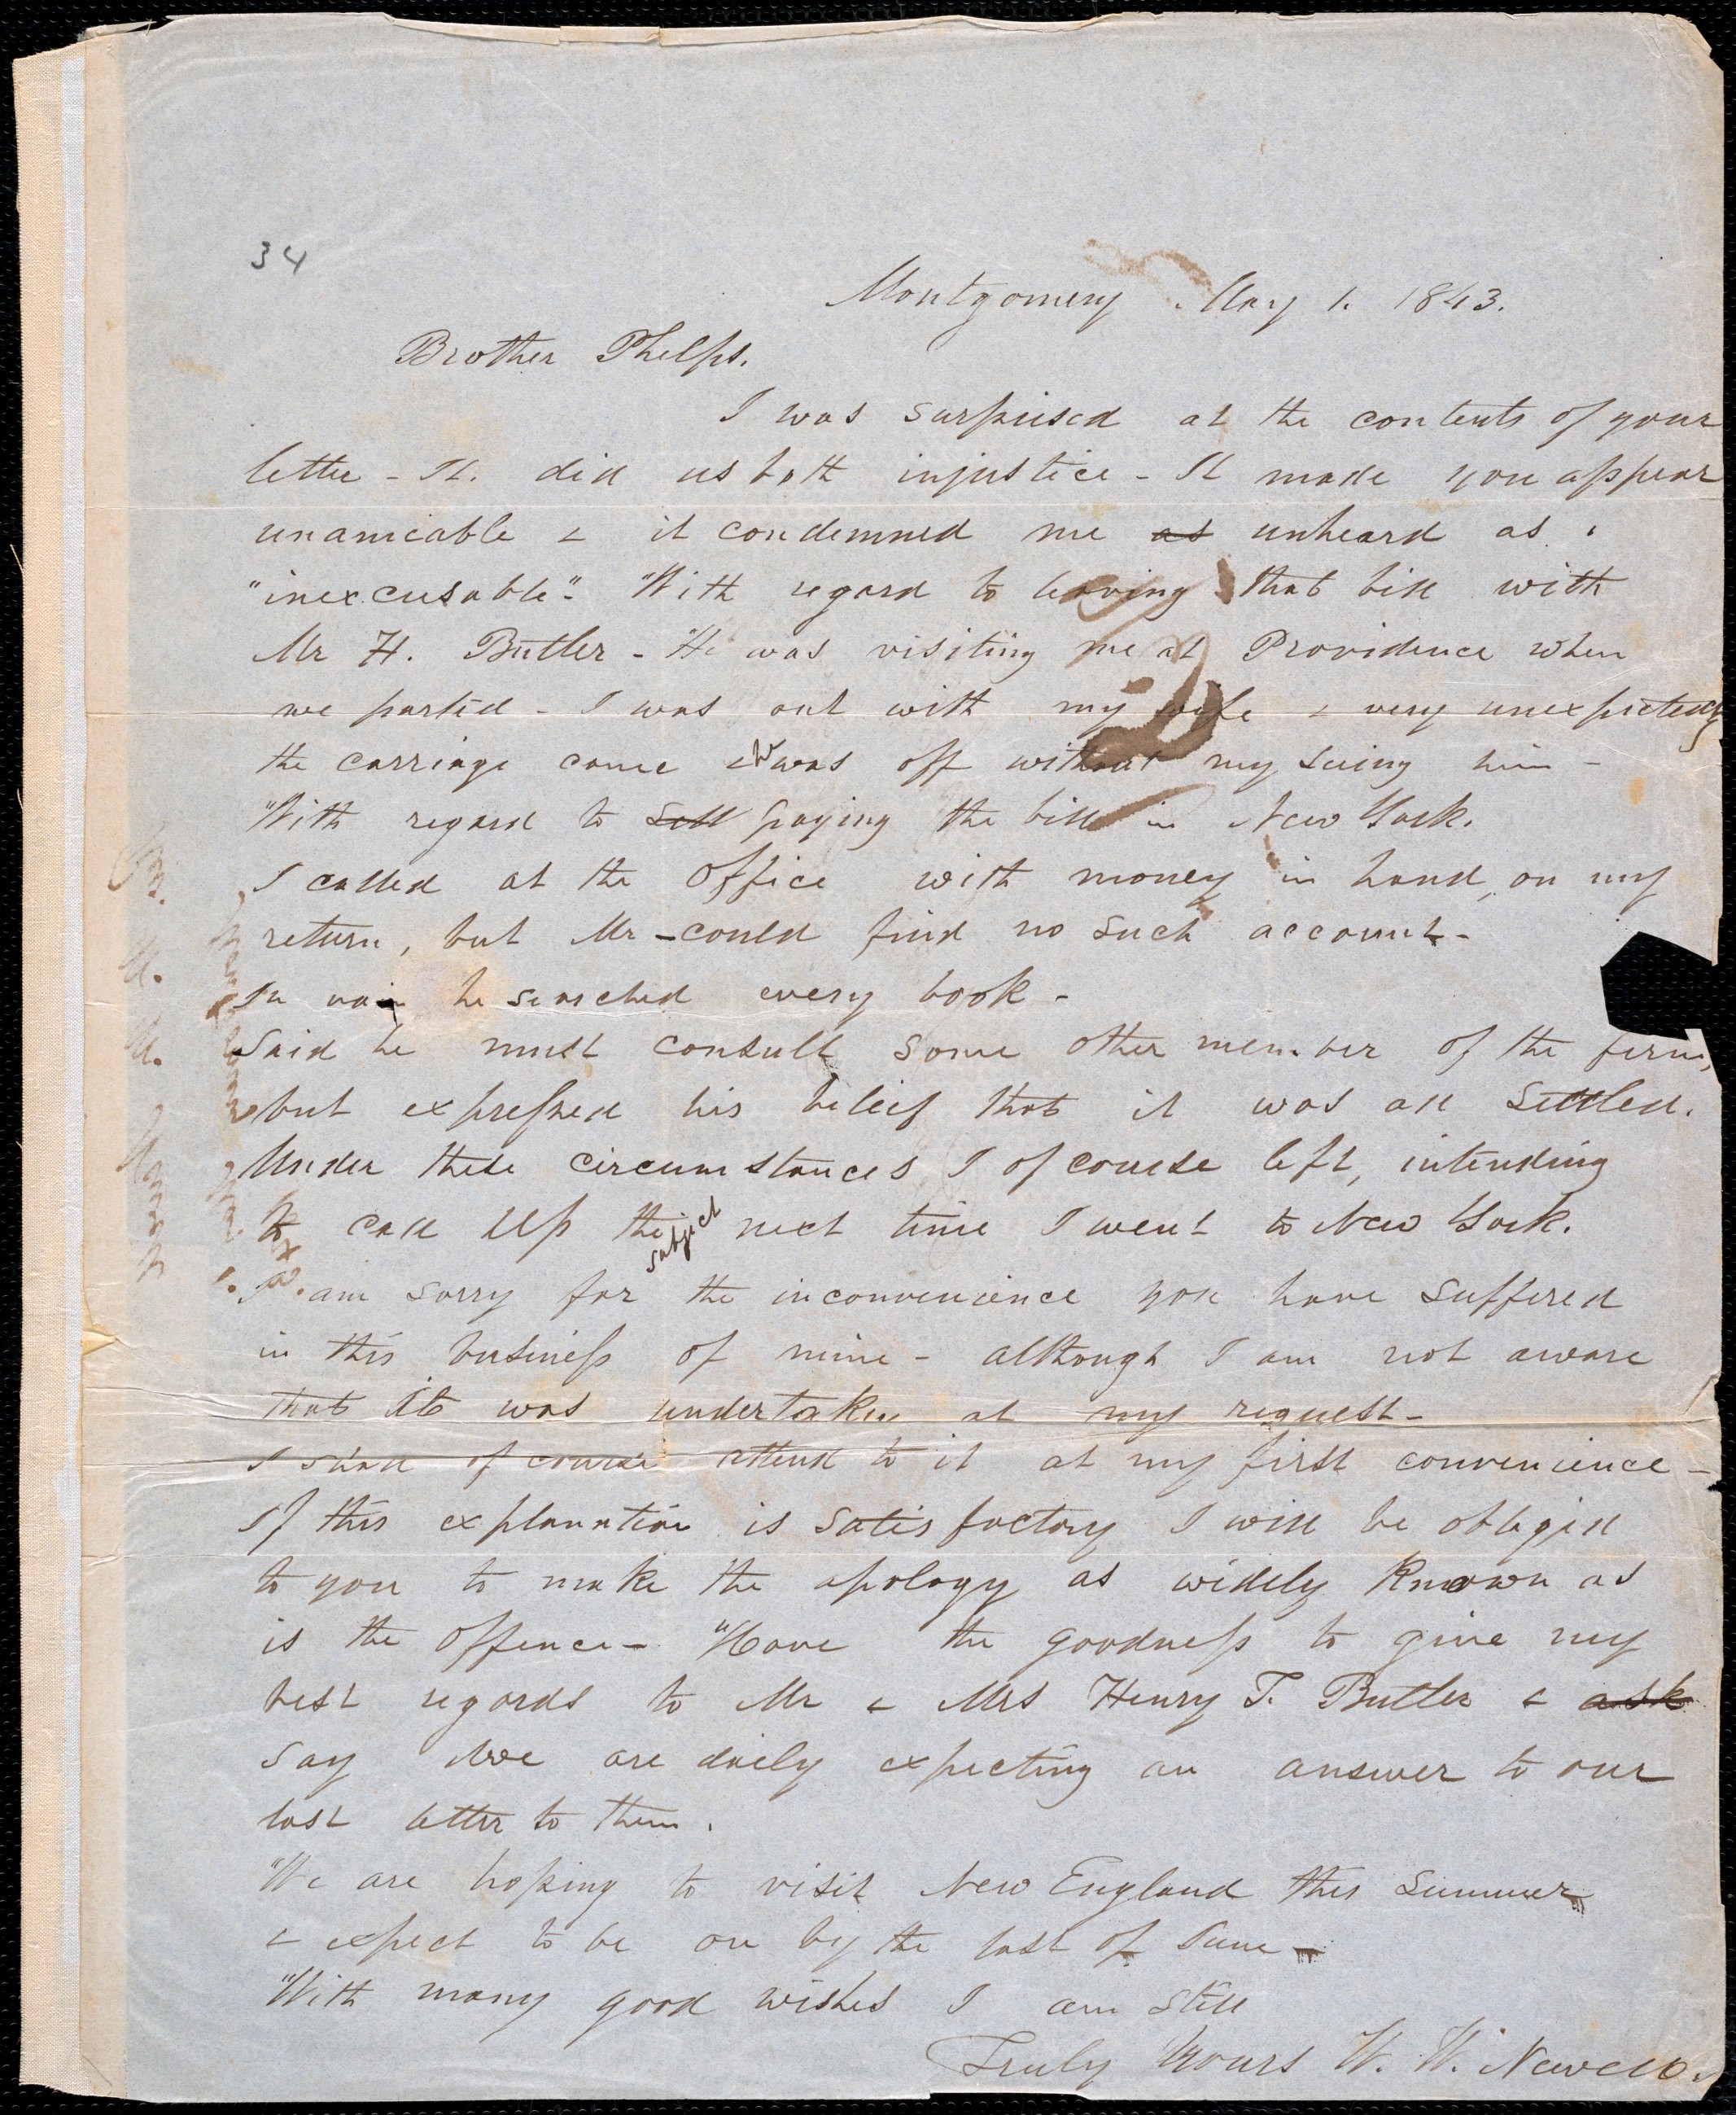 34
Montgomery May 1. 1843.
Brother Phelps.
I was surprised at the contents of your
letter - It. did us both injustice - It made you appear
unamicable & it condemned me as unheard as
"inexcusable". With regard to leaving that bill with
Mr H. Butler - He was visiting me at Providence when
we parted - I was out with my wife & very unexpectedly
the carriage came & he was off without my seeing him -
With regard to sell paying the bill in New York.
I called at the office with money in hand, on my
return, but Mr - could find no such account -
In vain he searched every book -
Said he must consult some other member of the firm,
but expressed his beleif that it was all settled.
Under these circumstances I of course left, intending
to call up the subject next time I went to New York.
I am sorry for the inconvenience you have suffered
in this business of mine - although I am not aware
that it was undertaken at my request -
I shall of course attend to it at my first convenience -
If this explanation is satisfactory I will be obliged
to you to make the apology as widely known as
is the offence - Have the goodness to give my
best regards to Mr & Mrs Henry T. Butler & ask
say we are daily expecting an answer to our
last letter to them.
We are hoping to visit New England this summer
& expect to be on by the last of June -
With many good wishes I am still
Truly Yours W. W. Newell.